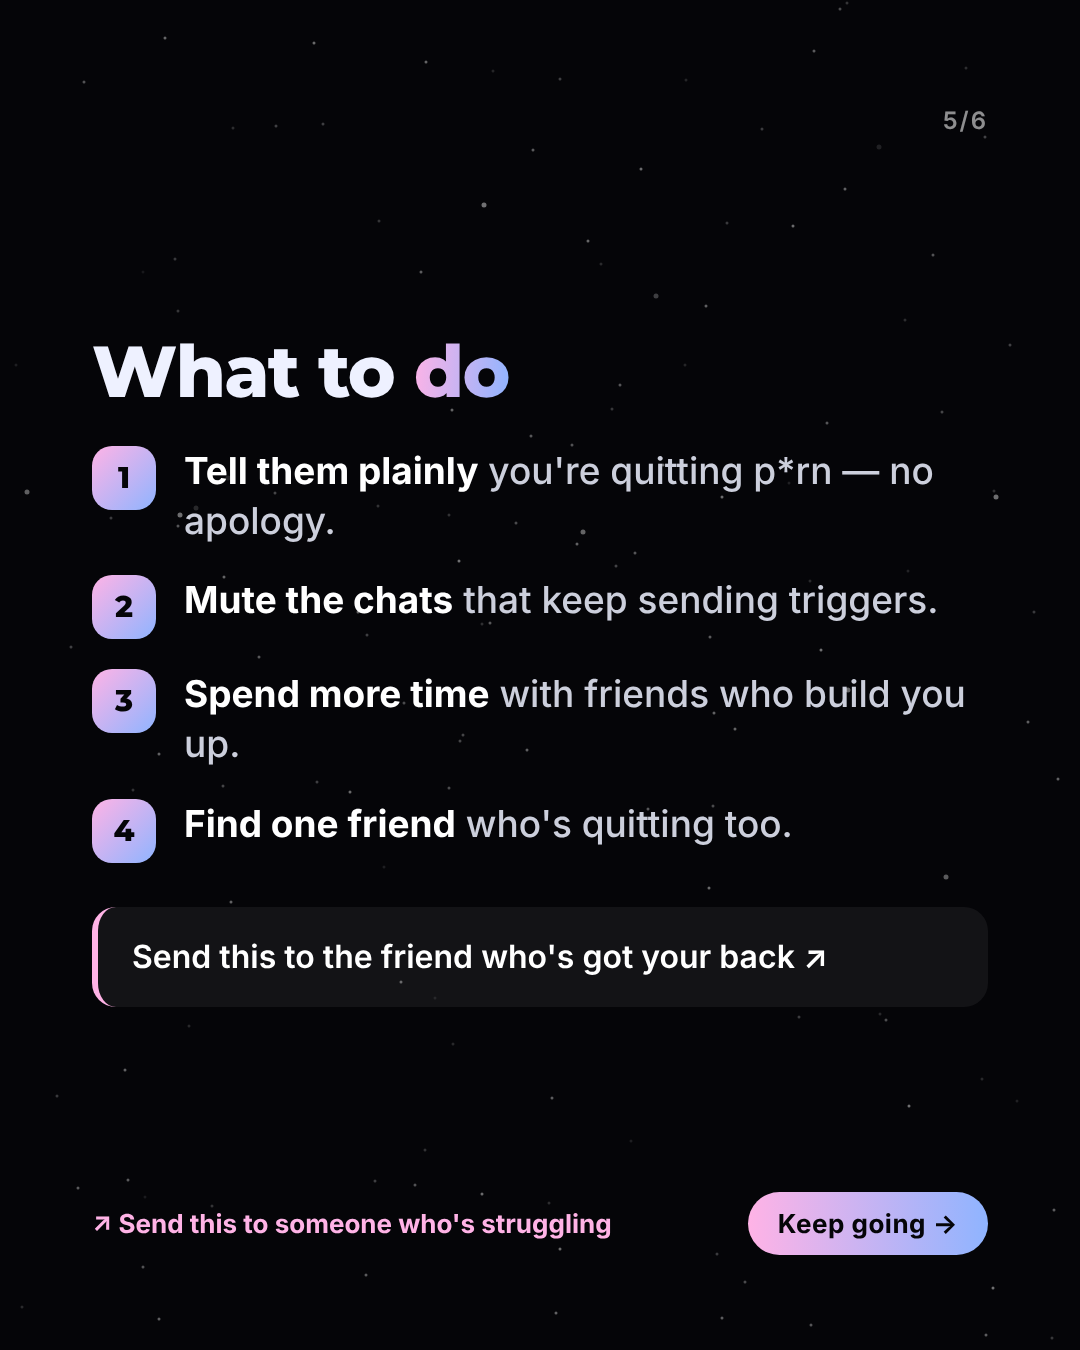 5/6
What to do
1 Tell them plainly you're quitting p*rn — no
apology.
2 Mute the chats that keep sending triggers.
3 Spend more time with friends who build you
up.
4 Find one friend who's quitting too.
Send this to the friend who's got your back ↗
↗ Send this to someone who's struggling
Keep going →